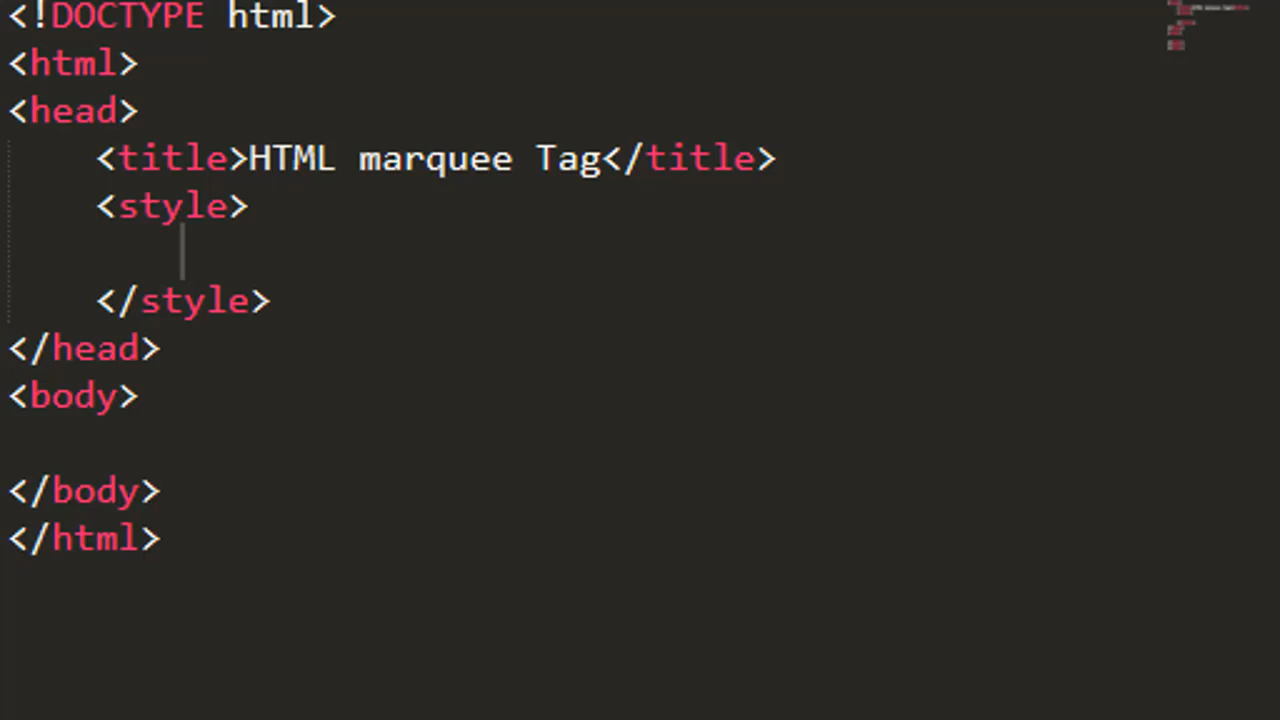 <!DOCTYPE html>
<html>
<head>
    <title>HTML marquee Tag</title>
    <style>

    </style>
</head>
<body>

</body>
</html>